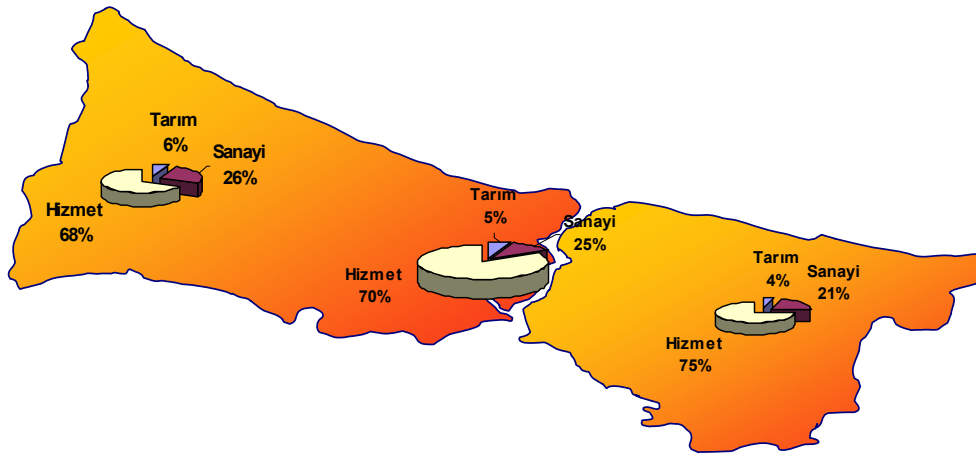 Tarım
6%
Sanayi
26%
Hizmet
68%
Tarım
5%
Sanayi
25%
Hizmet
70%
Tarım
4%
Sanayi
21%
Hizmet
75%